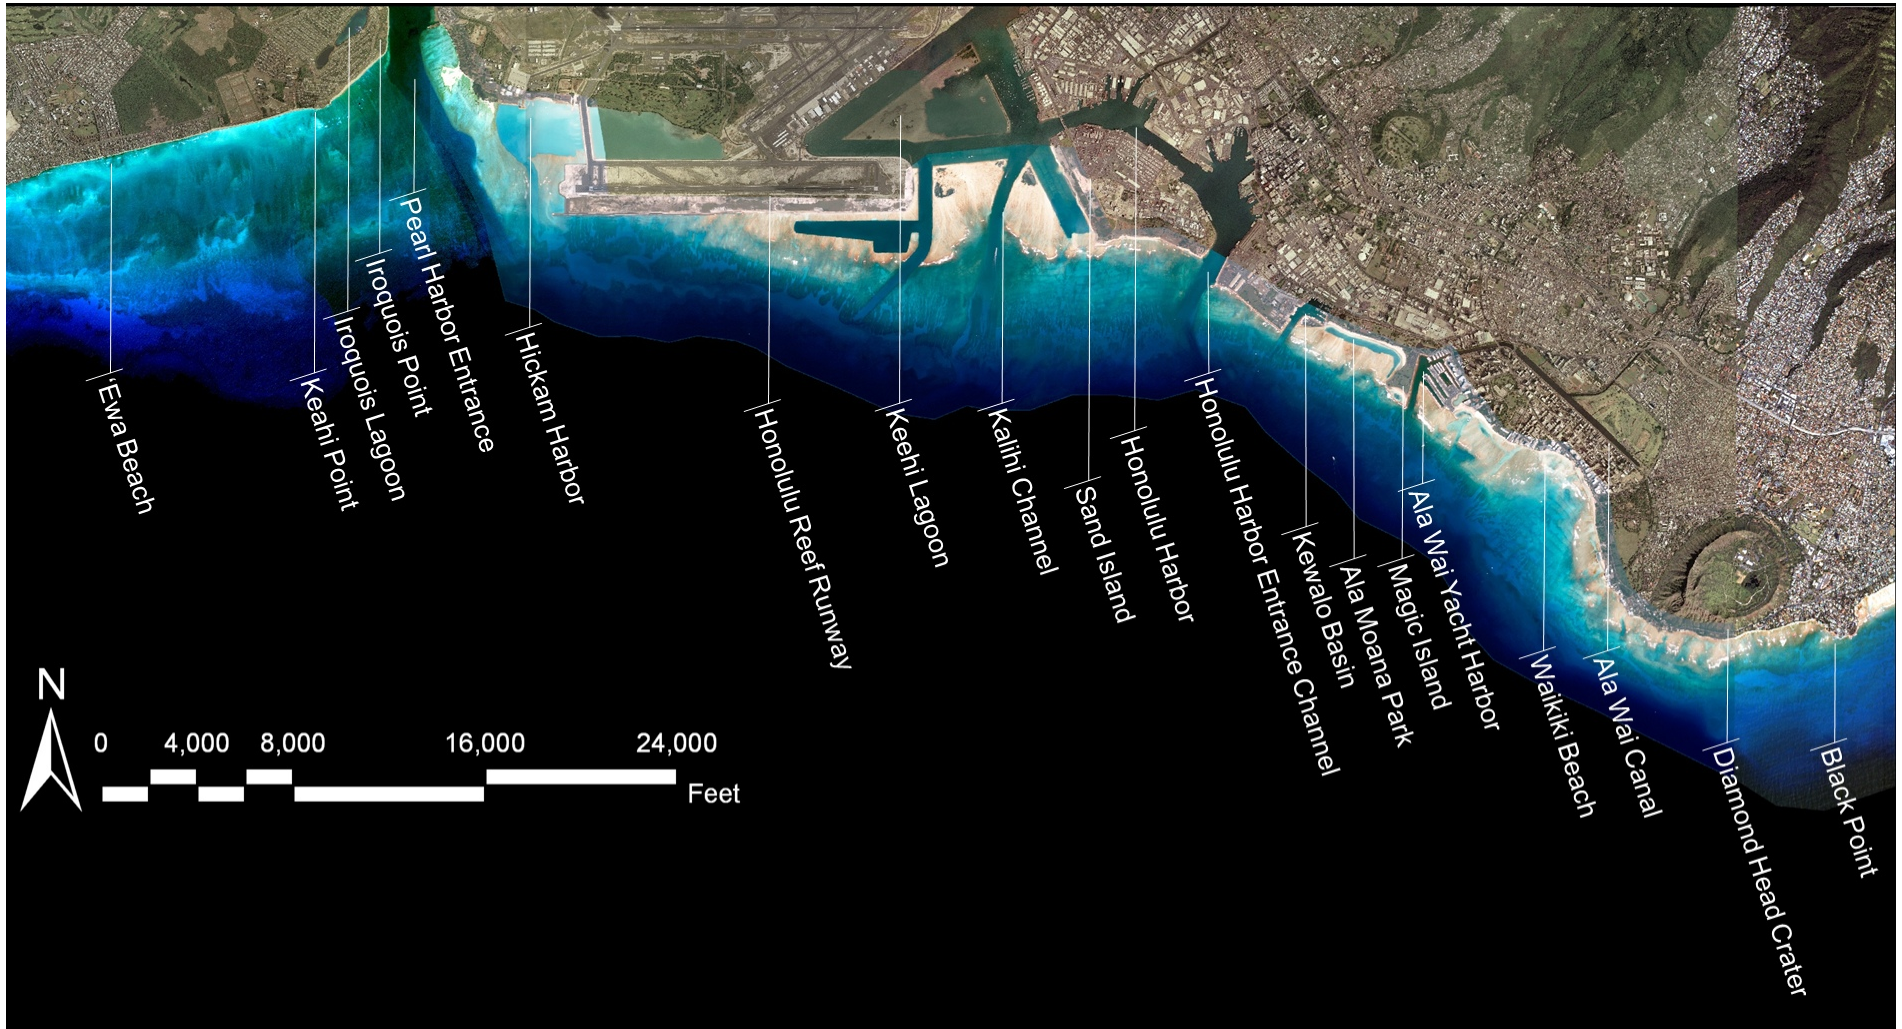 'Ewa Beach
Keahi Point
Iroquois Lagoon
Iroquois Point
Pearl Harbor Entrance
Hickam Harbor
Honolulu Reef Runway
Keehi Lagoon
Kalihi Channel
Sand Island
Honolulu Harbor
Honolulu Harbor Entrance Channel
Kewalo Basin
Ala Moana Park
Magic Island
Ala Wai Yacht Harbor
Waikiki Beach
Ala Wai Canal
Diamond Head Crater
Black Point
N
0 4,000 8,000 16,000 24,000
Feet